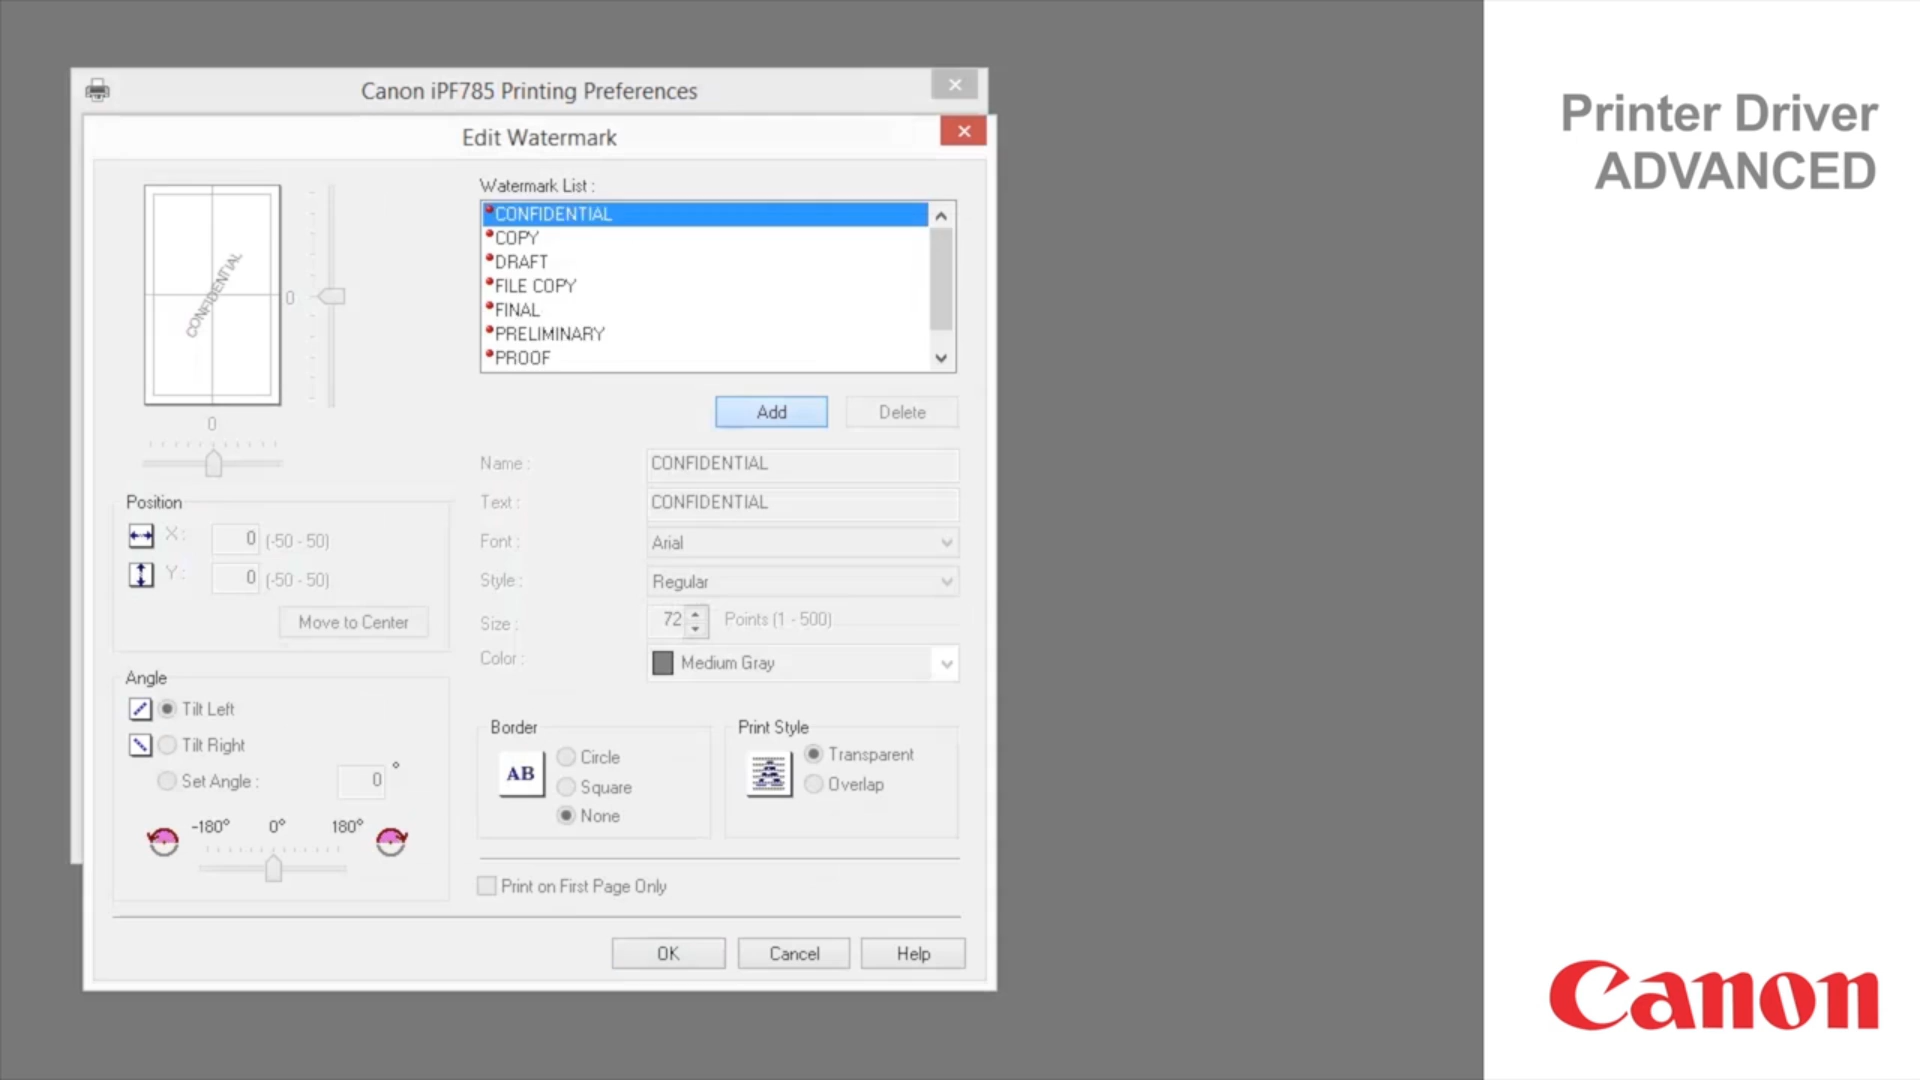 Canon iPF785 Printing Preferences
Edit Watermark
Printer Driver
ADVANCED
CONFIDENTIAL
0
0
Watermark List :
CONFIDENTIAL
COPY
DRAFT
FILE COPY
FINAL
PRELIMINARY
PROOF
Add
Delete
Name : CONFIDENTIAL
Text : CONFIDENTIAL
Font : Arial
Style : Regular
Size : 72 Points (1 - 500)
Color : Medium Gray
Position
X : 0 (-50 - 50)
Y : 0 (-50 - 50)
Move to Center
Angle
Tilt Left
Tilt Right
Set Angle : 0 °
-180° 0° 180°
Border
AB
Circle
Square
None
Print Style
Transparent
Overlap
Print on First Page Only
OK
Cancel
Help
Canon